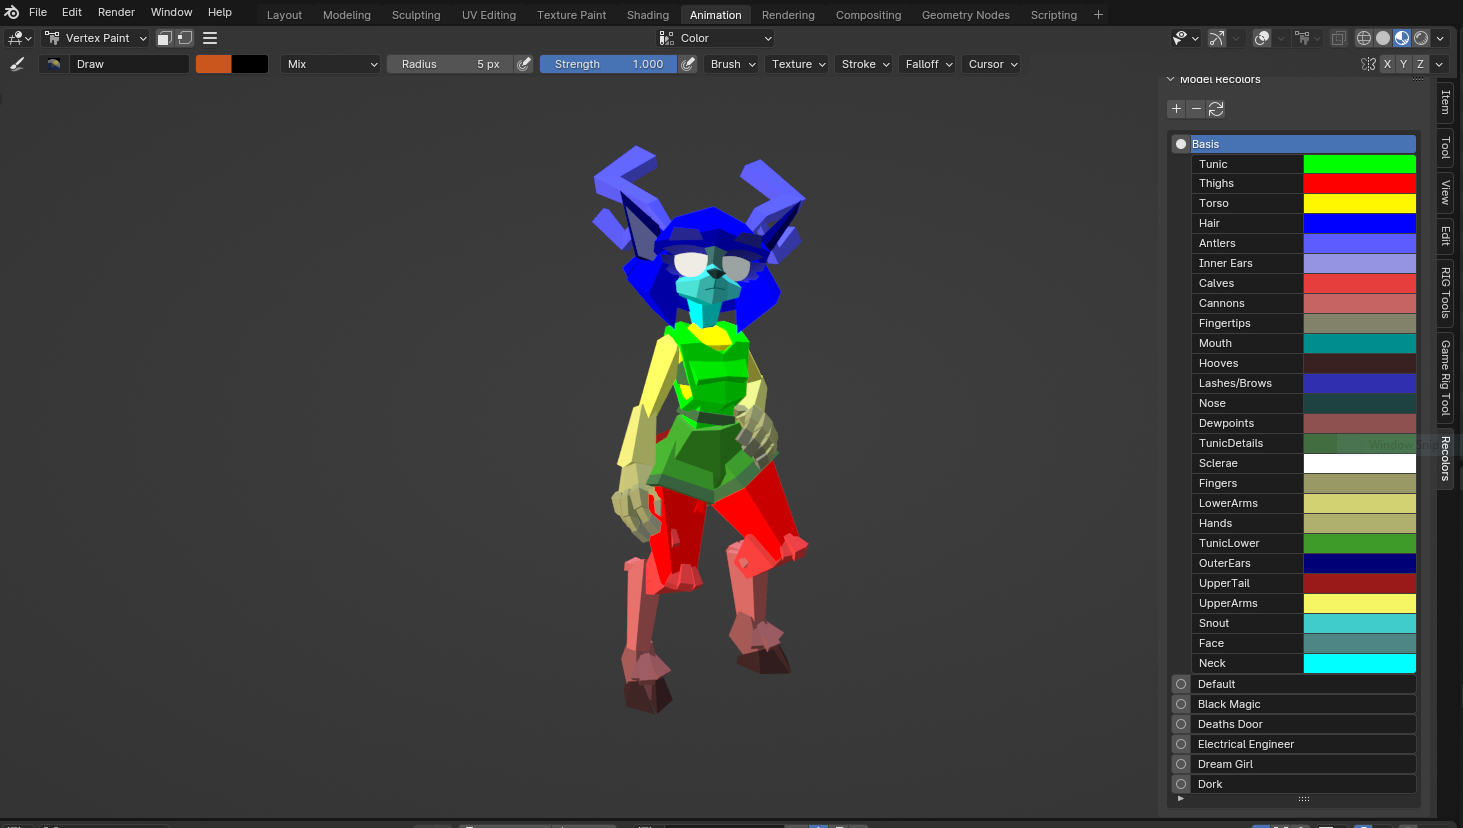 File Edit Render Window Help Layout Modeling Sculpting UV Editing Texture Paint Shading Animation Rendering Compositing Geometry Nodes Scripting +
Vertex Paint Color
Draw Mix Radius 5 px Strength 1.000 Brush Texture Stroke Falloff Cursor X Y Z
Model Recolors
Basis
Tunic
Thighs
Torso
Hair
Antlers
Inner Ears
Calves
Cannons
Fingertips
Mouth
Hooves
Lashes/Brows
Nose
Dewpoints
TunicDetails
Sclerae
Fingers
LowerArms
Hands
TunicLower
OuterEars
UpperTail
UpperArms
Snout
Face
Neck
Default
Black Magic
Deaths Door
Electrical Engineer
Dream Girl
Dork
Item
Tool
View
Edit
RIG Tools
Game Rig Tool
Recolors
Window Snip